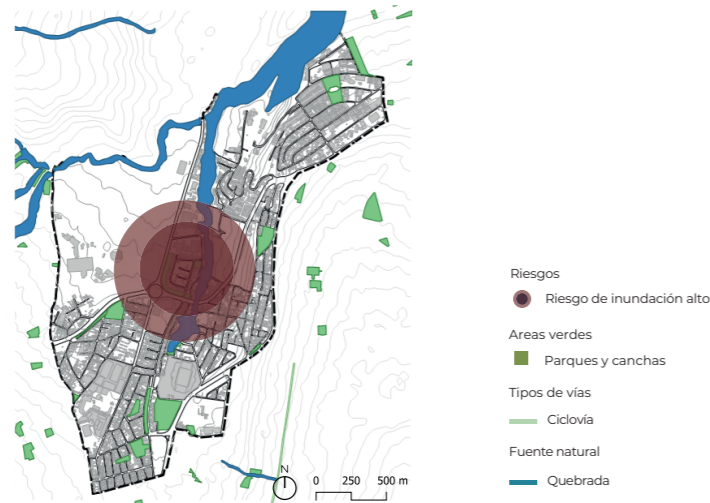 Riesgos
Riesgo de inundación alto
Areas verdes
Parques y canchas
Tipos de vías
Ciclovía
Fuente natural
Quebrada
N
0 250 500 m